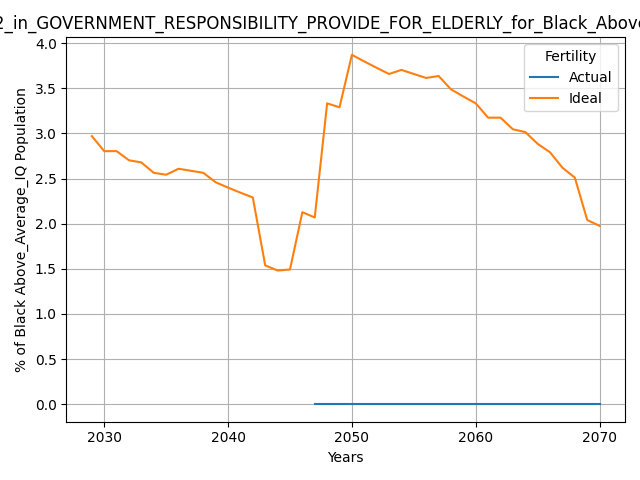 2_in_GOVERNMENT_RESPONSIBILITY_PROVIDE_FOR_ELDERLY_for_Black_Above
Fertility
Actual
Ideal
% of Black Above_Average_IQ Population
4.0
3.5
3.0
2.5
2.0
1.5
1.0
0.5
0.0
2030 2040 2050 2060 2070
Years